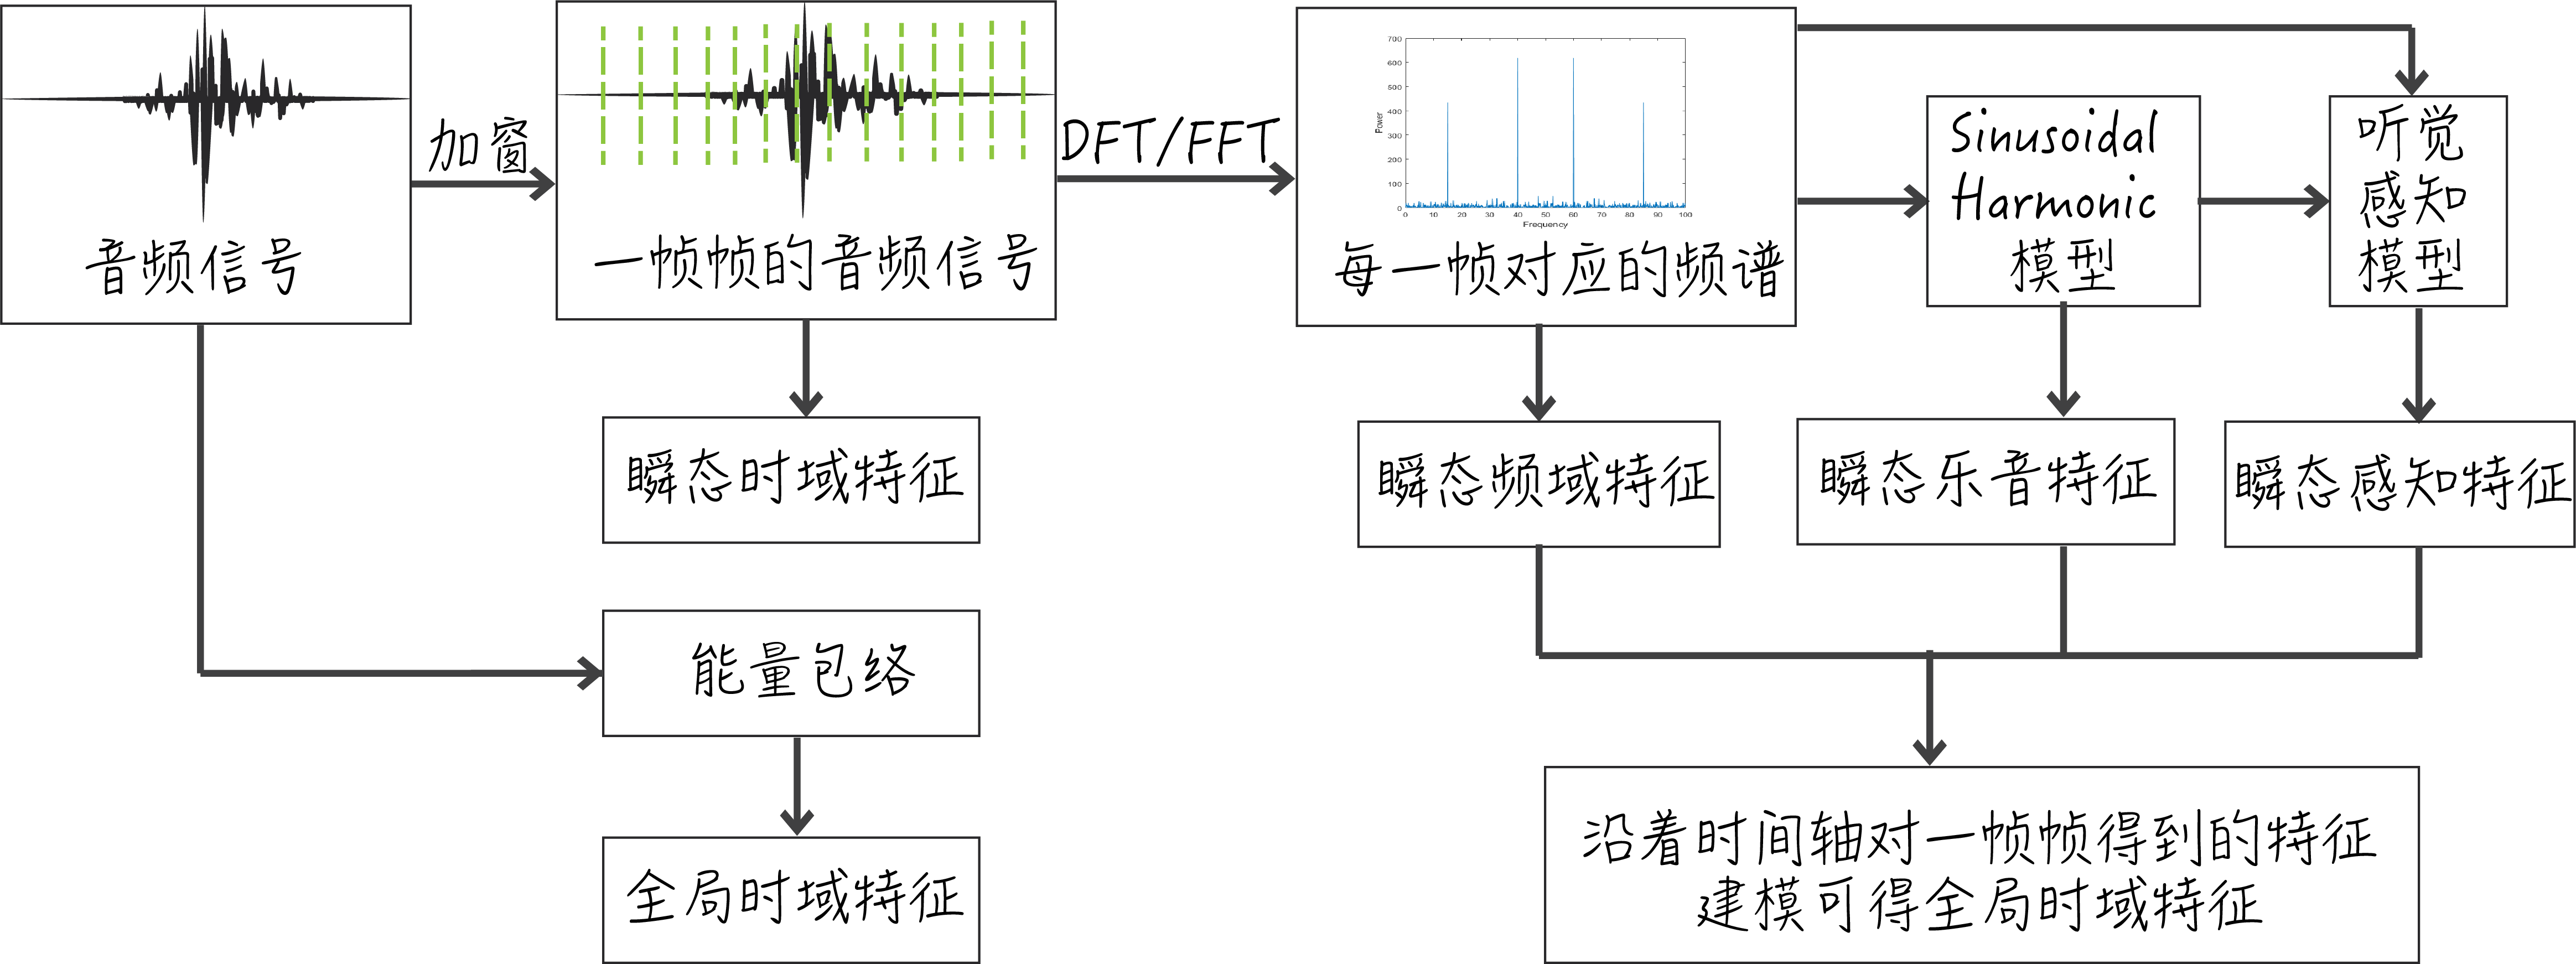 音频信号
加窗
一帧帧的音频信号
DFT/FFT
700
600
500
400
300
200
100
0
Power
0 10 20 30 40 50 60 70 80 90 100
Frequency
每一帧对应的频谱
Sinusoidal
Harmonic
模型
听觉
感知
模型
瞬态时域特征
瞬态频域特征
瞬态乐音特征
瞬态感知特征
能量包络
全局时域特征
沿着时间轴对一帧帧得到的特征
建模可得全局时域特征